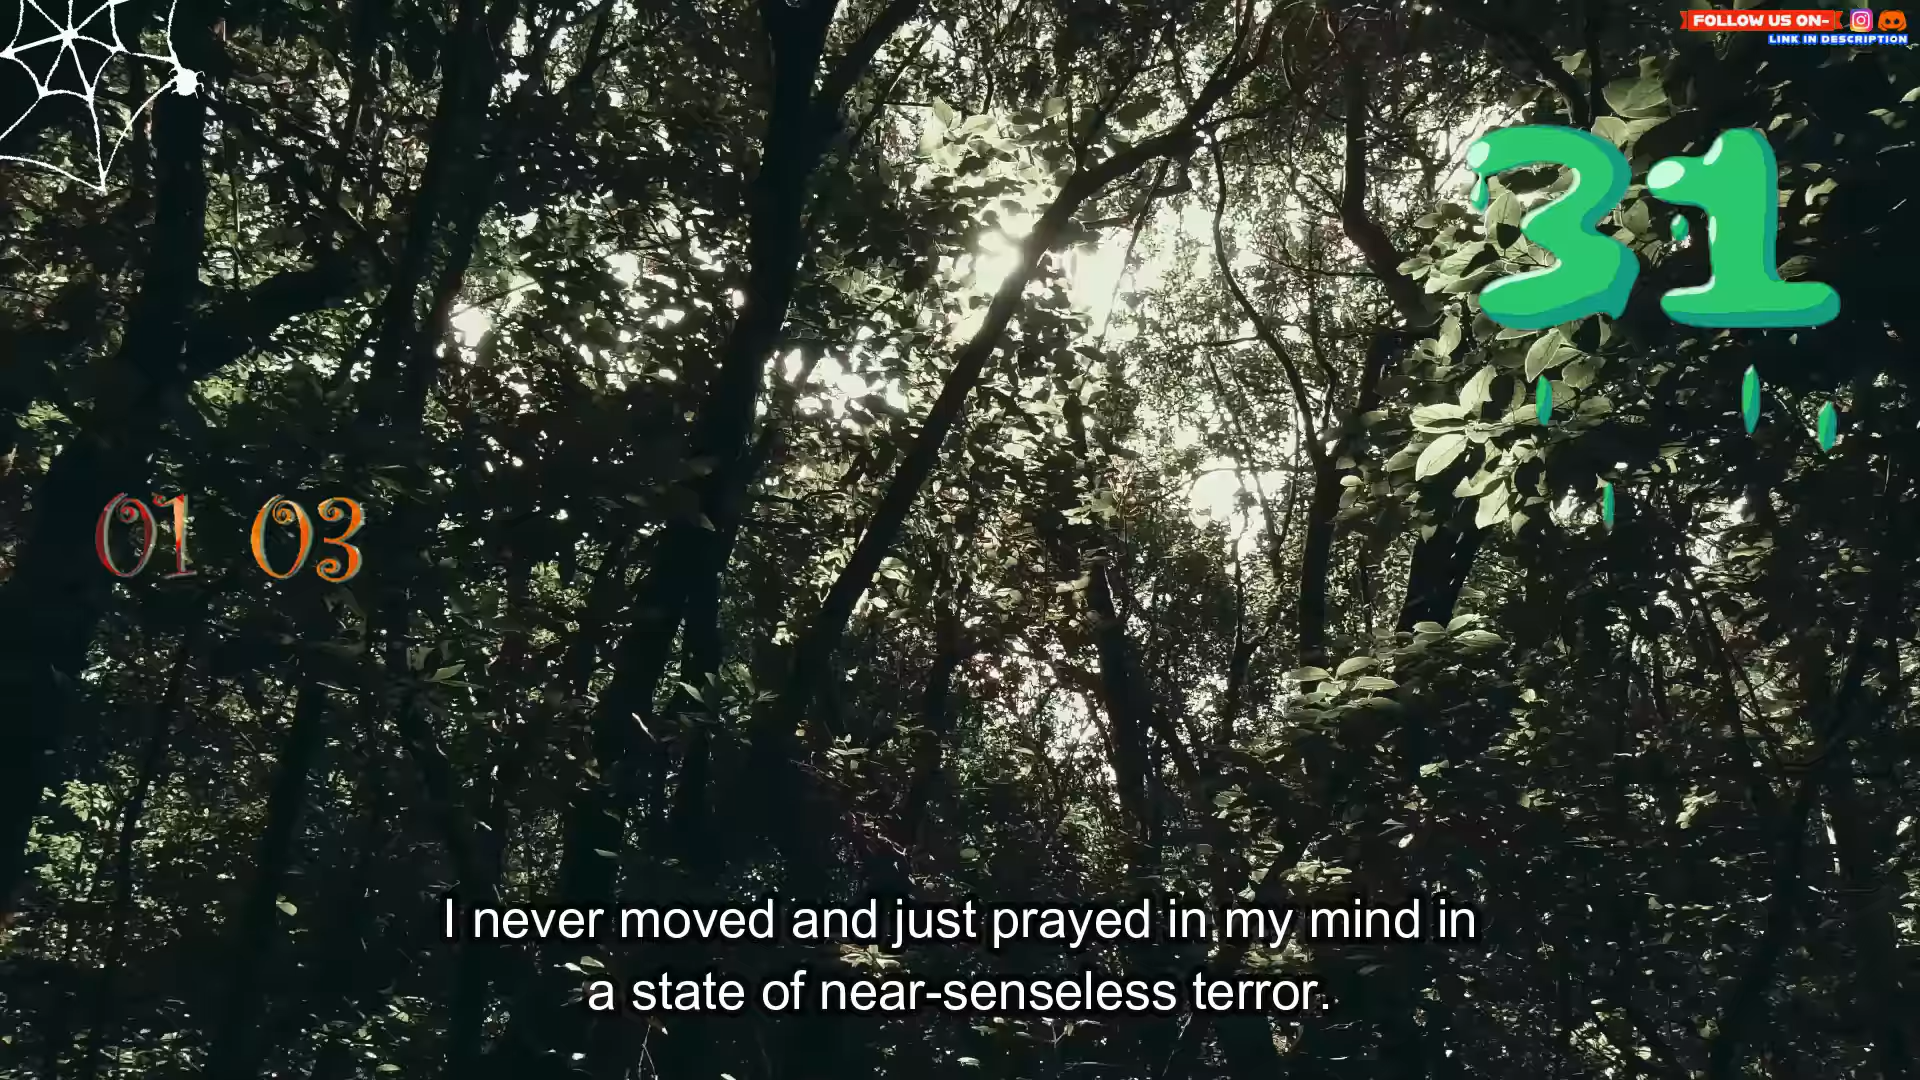 FOLLOW US ON-
LINK IN DESCRIPTION
31
01 03
I never moved and just prayed in my mind in
a state of near-senseless terror.